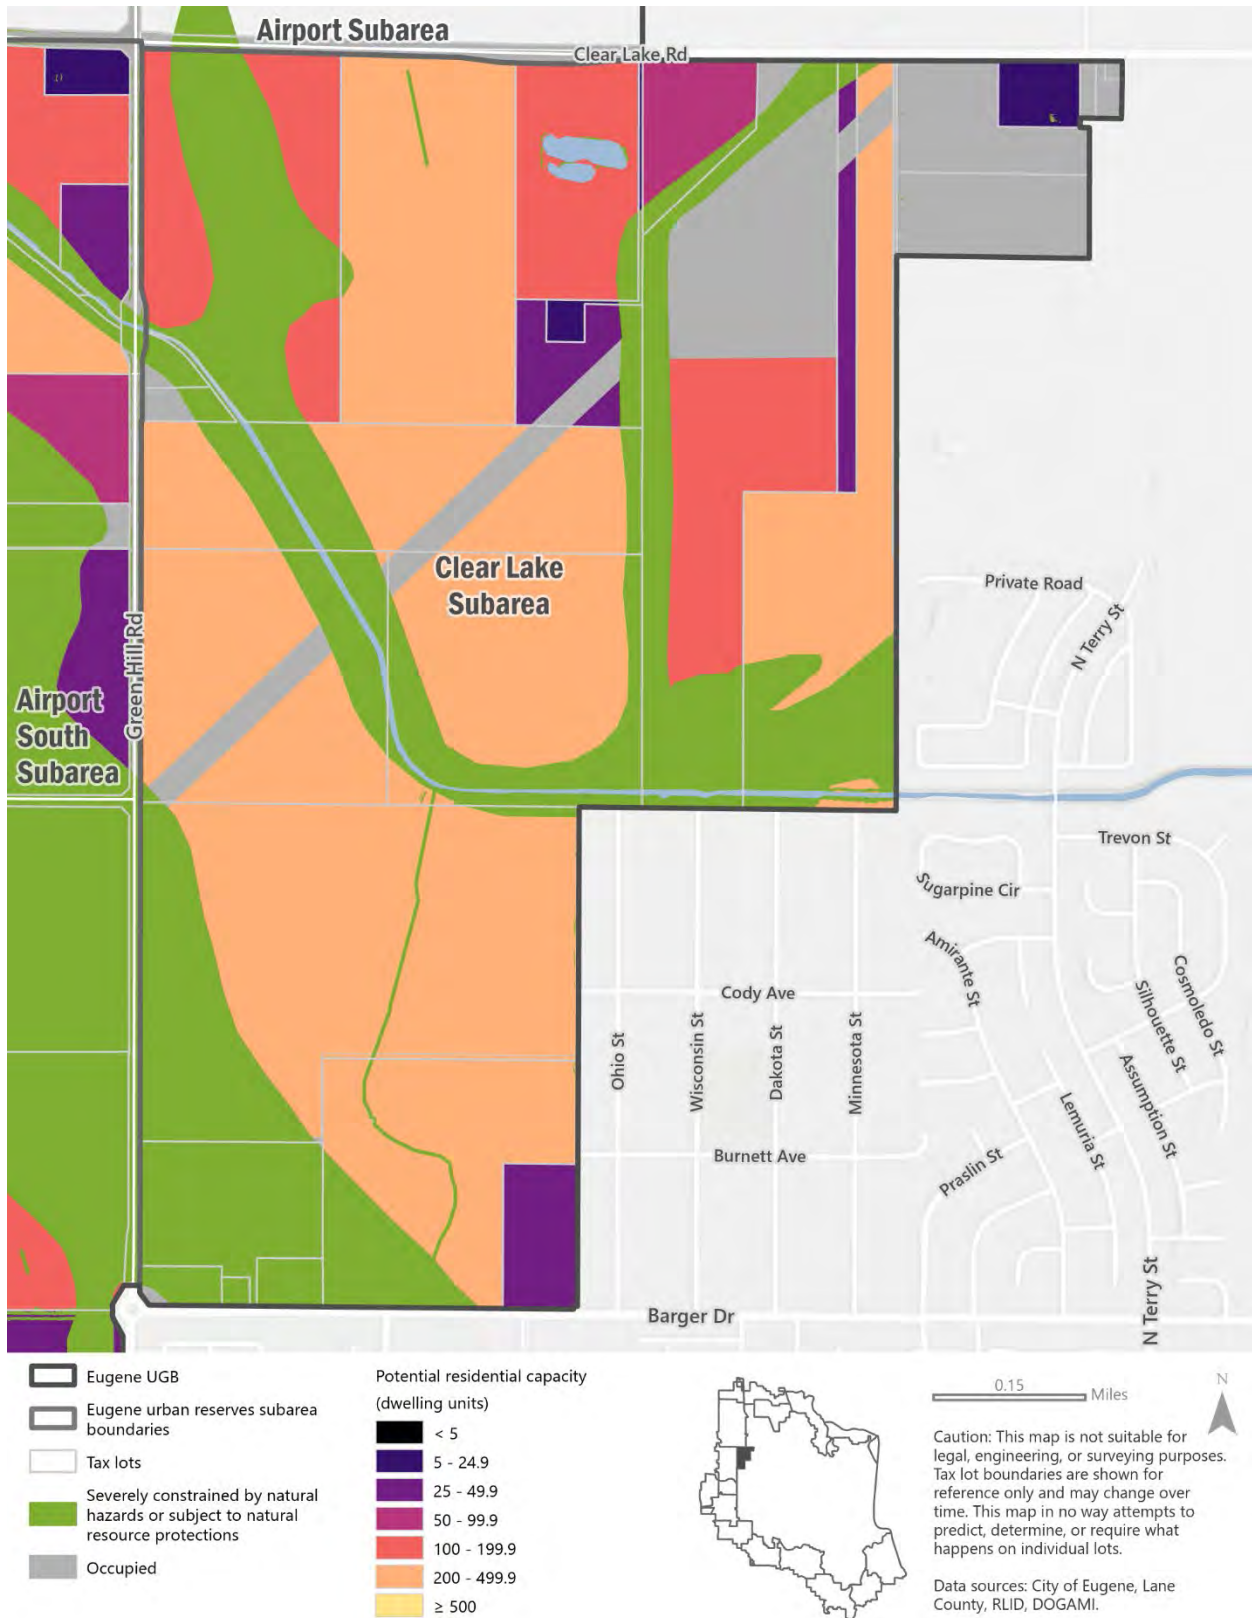 Airport Subarea
Clear Lake Rd
Clear Lake
Subarea
Green Hill Rd
Airport
South
Subarea
Private Road
N Terry St
Trevon St
Sugarpine Cir
Amirante St
Cosmoledo St
Silhouette St
Cody Ave
Ohio St
Wisconsin St
Dakota St
Minnesota St
Assumption St
Lemuria St
Burnett Ave
Praslin St
N Terry St
Barger Dr
Eugene UGB
Eugene urban reserves subarea
boundaries
Tax lots
Severely constrained by natural
hazards or subject to natural
resource protections
Occupied
Potential residential capacity
(dwelling units)
< 5
5 - 24.9
25 - 49.9
50 - 99.9
100 - 199.9
200 - 499.9
≥ 500
0.15
Miles
N
Caution: This map is not suitable for
legal, engineering, or surveying purposes.
Tax lot boundaries are shown for
reference only and may change over
time. This map in no way attempts to
predict, determine, or require what
happens on individual lots.
Data sources: City of Eugene, Lane
County, RLID, DOGAMI.